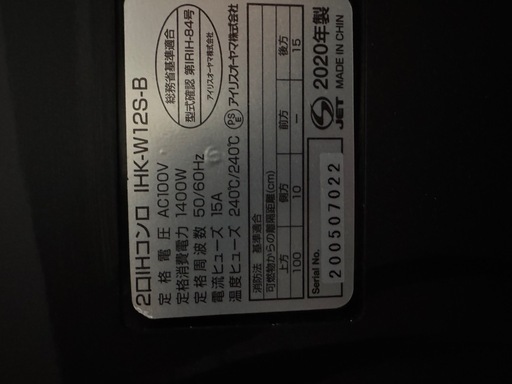 2口IHコンロ IHK-W12S-B
定格電圧 AC100V
定格消費電力 1400W
定格周波数 50/60Hz
電流ヒューズ 15A
温度ヒューズ 240℃/240℃
総務省基準適合
型式確認 第IRIH-84号
アイリスオーヤマ株式会社
PS E アイリスオーヤマ株式会社
消防法 基準適合
可燃物からの離隔距離(cm)
上方 側方 前方 後方
100 10 － 15
Serial No.
200507022
S JET
2020年製
MADE IN CHINA